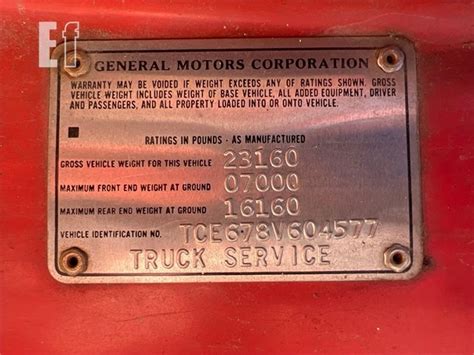 Ef
GENERAL MOTORS CORPORATION
WARRANTY MAY BE VOIDED IF WEIGHT EXCEEDS ANY OF RATINGS SHOWN. GROSS
VEHICLE WEIGHT INCLUDES WEIGHT OF BASE VEHICLE, ALL ADDED EQUIPMENT, DRIVER
AND PASSENGERS, AND ALL PROPERTY LOADED INTO OR ONTO VEHICLE.
RATINGS IN POUNDS - AS MANUFACTURED
GROSS VEHICLE WEIGHT FOR THIS VEHICLE 23160
MAXIMUM FRONT END WEIGHT AT GROUND 07000
MAXIMUM REAR END WEIGHT AT GROUND 16160
VEHICLE IDENTIFICATION NO. TCE678V604577
TRUCK SERVICE